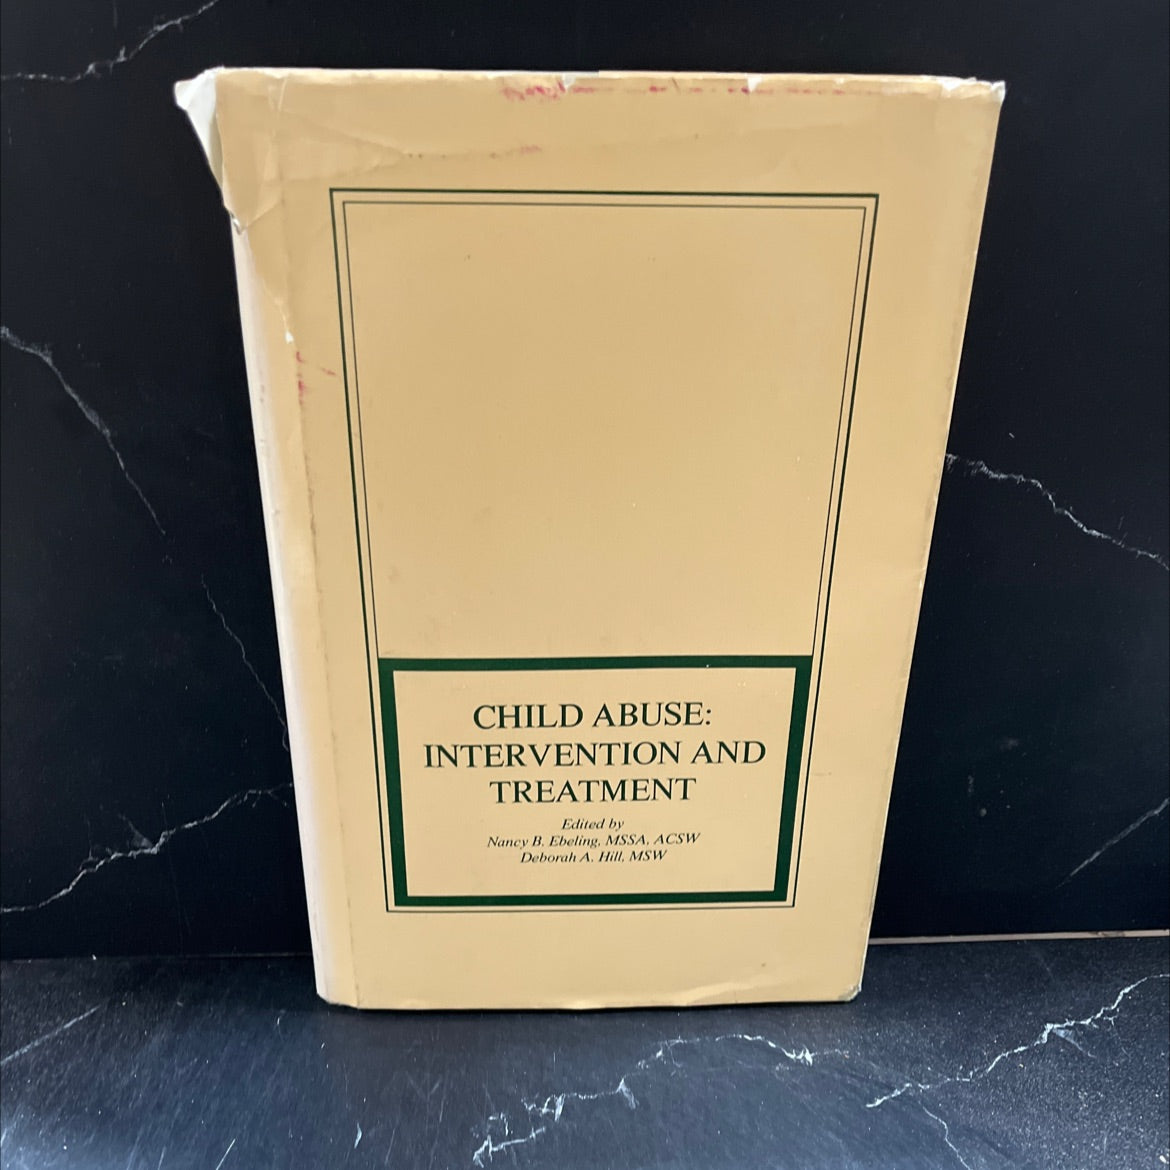 CHILD ABUSE:
INTERVENTION AND
TREATMENT
Edited by
Nancy B. Ebeling, MSSA, ACSW
Deborah A. Hill, MSW